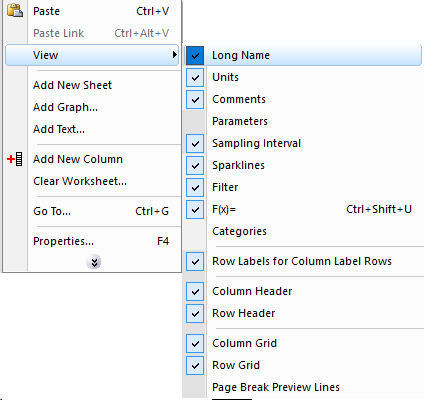 Paste Ctrl+V
Paste Link Ctrl+Alt+V
View
Add New Sheet
Add Graph...
Add Text...
Add New Column
Clear Worksheet...
Go To... Ctrl+G
Properties... F4
Long Name
Units
Comments
Parameters
Sampling Interval
Sparklines
Filter
F(x)= Ctrl+Shift+U
Categories
Row Labels for Column Label Rows
Column Header
Row Header
Column Grid
Row Grid
Page Break Preview Lines